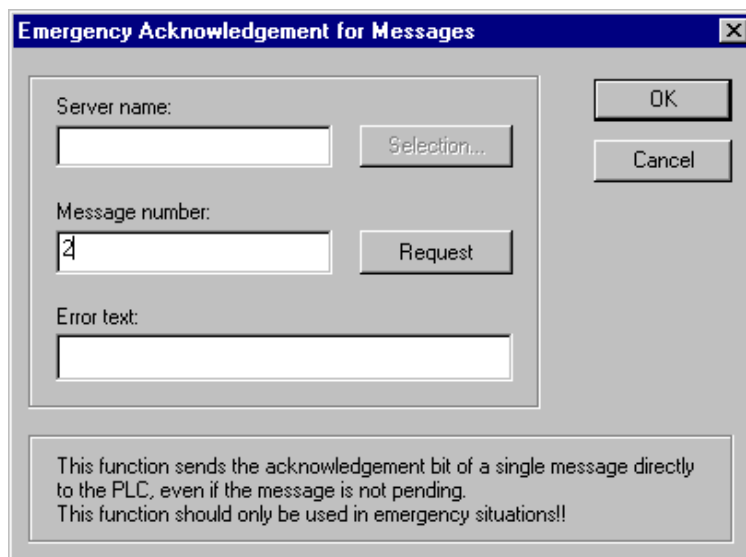 Emergency Acknowledgement for Messages
Server name:
Selection...
OK
Cancel
Message number:
2
Request
Error text:
This function sends the acknowledgement bit of a single message directly
to the PLC, even if the message is not pending.
This function should only be used in emergency situations!!